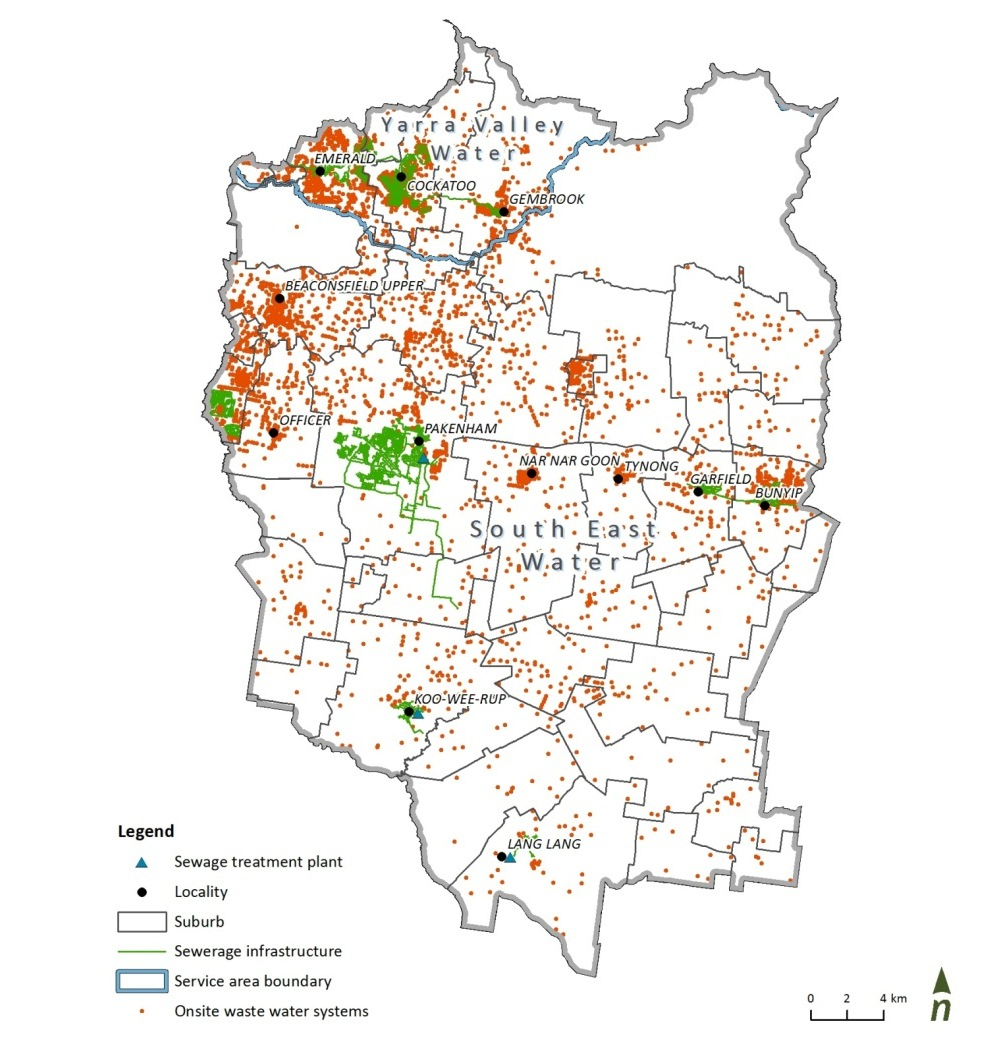 Yarra Valley
Water
EMERALD
COCKATOO
GEMBROOK
BEACONSFIELD UPPER
OFFICER
PAKENHAM
NAR NAR GOON
TYNONG
GARFIELD
BUNYIP
South East
Water
KOO-WEE-RUP
LANG LANG
Legend
Sewage treatment plant
Locality
Suburb
Sewerage infrastructure
Service area boundary
Onsite waste water systems
0 2 4 km
n